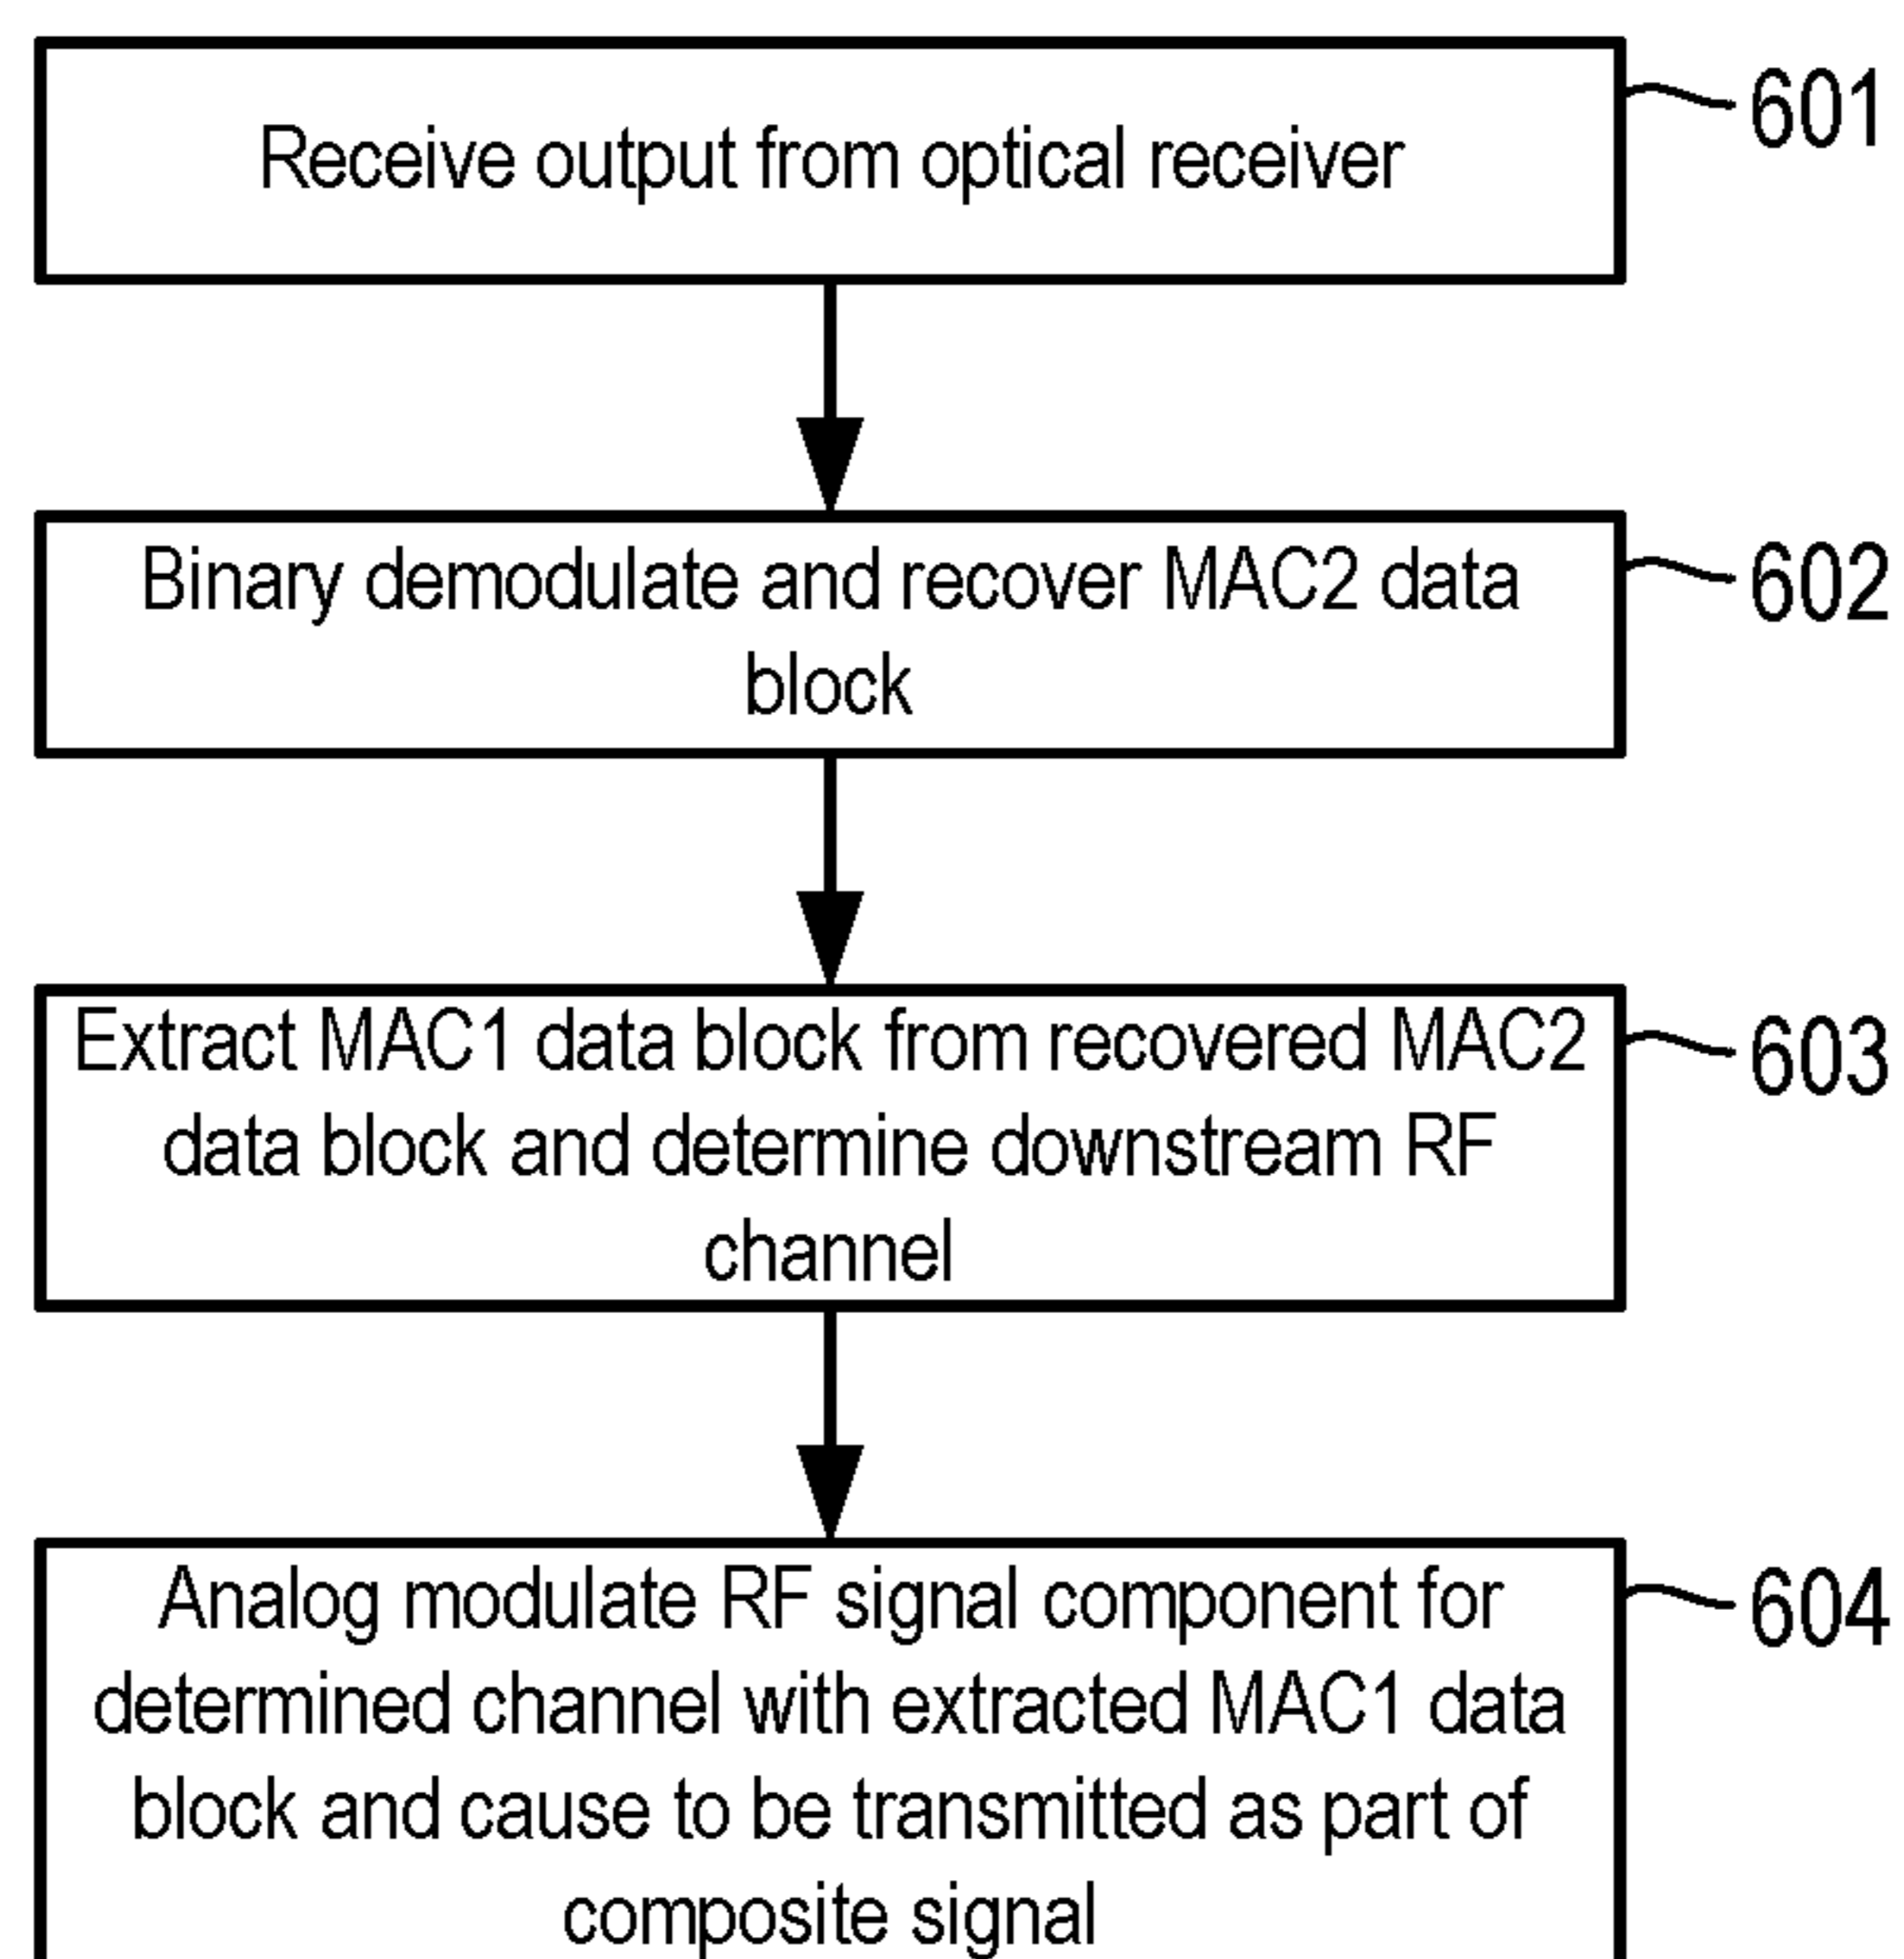 Receive output from optical receiver
601
Binary demodulate and recover MAC2 data
block
602
Extract MAC1 data block from recovered MAC2
data block and determine downstream RF
channel
603
Analog modulate RF signal component for
determined channel with extracted MAC1 data
block and cause to be transmitted as part of
composite signal
604